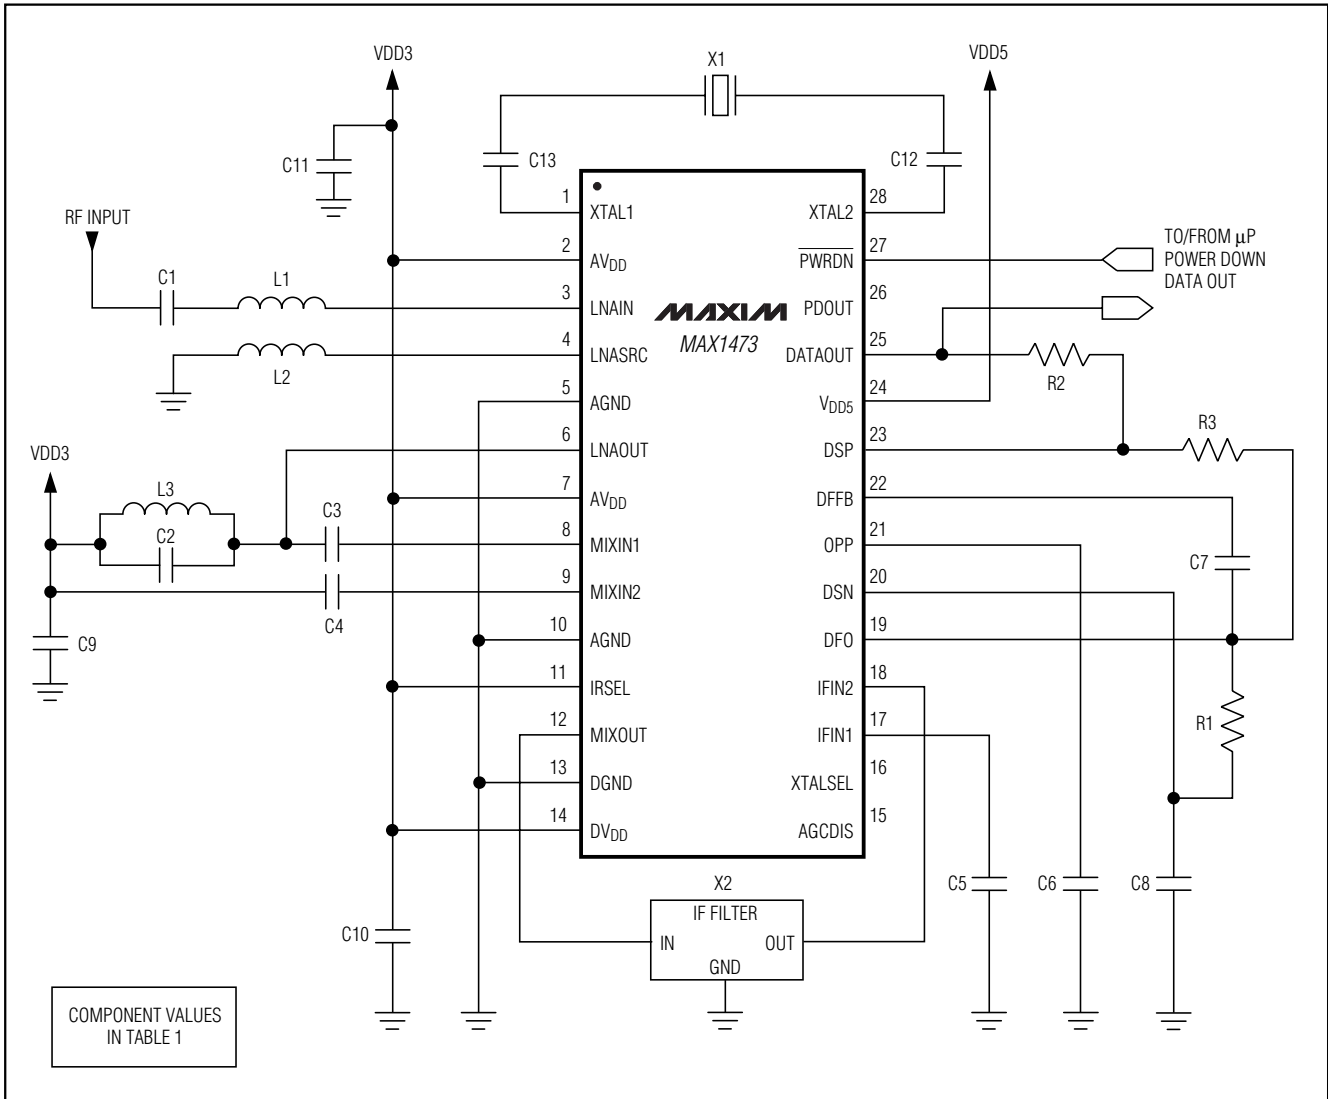 VDD3
X1
VDD5
C11
C13
C12
RF INPUT
C1
L1
L2
1 XTAL1
2 AVDD
3 LNAIN
4 LNASRC
5 AGND
6 LNAOUT
7 AVDD
8 MIXIN1
9 MIXIN2
10 AGND
11 IRSEL
12 MIXOUT
13 DGND
14 DVDD
MAXIM
MAX1473
XTAL2 28
PWRDN 27
PDOUT 26
DATAOUT 25
VDD5 24
DSP 23
DFFB 22
OPP 21
DSN 20
DFO 19
IFIN2 18
IFIN1 17
XTALSEL 16
AGCDIS 15
TO/FROM µP
POWER DOWN
DATA OUT
R2
R3
VDD3
L3
C2
C3
C4
C9
C7
R1
C10
X2
IF FILTER
IN
OUT
GND
C5
C6
C8
COMPONENT VALUES
IN TABLE 1